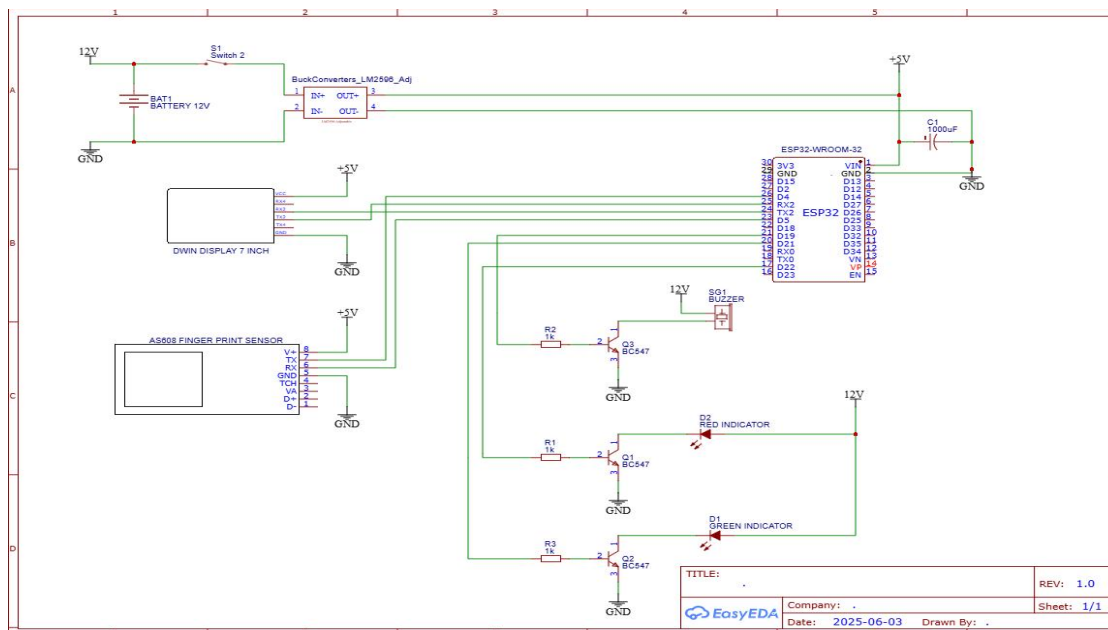 1 2 3 4 5
A
B
C
D
12V
S1
Switch 2
BAT1
BATTERY 12V
GND
BuckConverters_LM2596_Adj
1 IN+ OUT+ 3
2 IN- OUT- 4
+5V
C1
1000uF
GND
ESP32-WROOM-32
ESP32
30 3V3 VIN 1
29 GND GND 2
28 D15 D13 3
27 D2 D12 4
26 D4 D14 5
25 RX2 D27 6
24 TX2 D26 7
23 D5 D25 8
22 D18 D33 9
21 D19 D32 10
20 D21 D35 11
19 RX0 D34 12
18 TX0 VN 13
17 D22 VP 14
16 D23 EN 15
+5V
VCC
RX4
RX2
TX2
TX4
GND
DWIN DISPLAY 7 INCH
GND
+5V
AS608 FINGER PRINT SENSOR
V+ 8
TX 7
RX 6
GND 5
TCH 4
VA 3
D+ 2
D- 1
GND
12V
SG1
BUZZER
R2
1k
1
2
3
Q3
BC547
GND
12V
D2
RED INDICATOR
R1
1k
1
2
3
Q1
BC547
GND
D1
GREEN INDICATOR
R3
1k
1
2
3
Q2
BC547
GND
TITLE:
.
REV: 1.0
EasyEDA
Company: .
Sheet: 1/1
Date: 2025-06-03 Drawn By: .